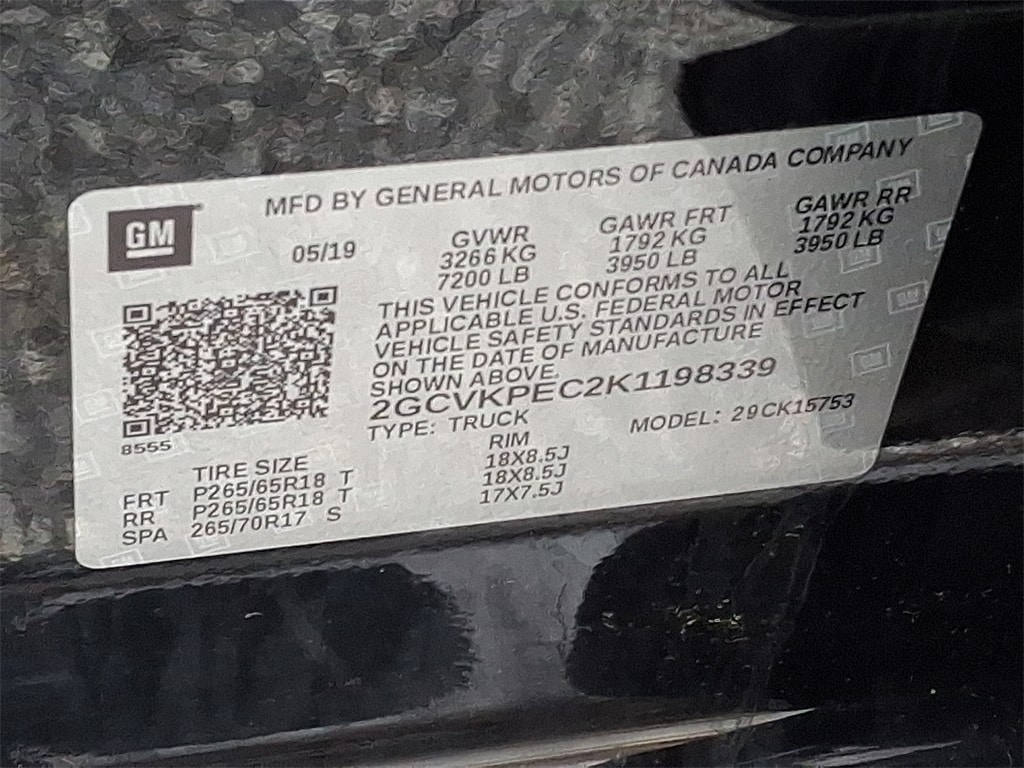 MFD BY GENERAL MOTORS OF CANADA COMPANY
GM
05/19
GVWR
3266 KG
7200 LB
GAWR FRT
1792 KG
3950 LB
GAWR RR
1792 KG
3950 LB
THIS VEHICLE CONFORMS TO ALL
APPLICABLE U.S. FEDERAL MOTOR
VEHICLE SAFETY STANDARDS IN EFFECT
ON THE DATE OF MANUFACTURE
SHOWN ABOVE.
2GCVKPEC2K1198339
TYPE: TRUCK
MODEL: 29CK15753
8555
TIRE SIZE
RIM
FRT P265/65R18 T 18X8.5J
RR P265/65R18 T 18X8.5J
SPA 265/70R17 S 17X7.5J